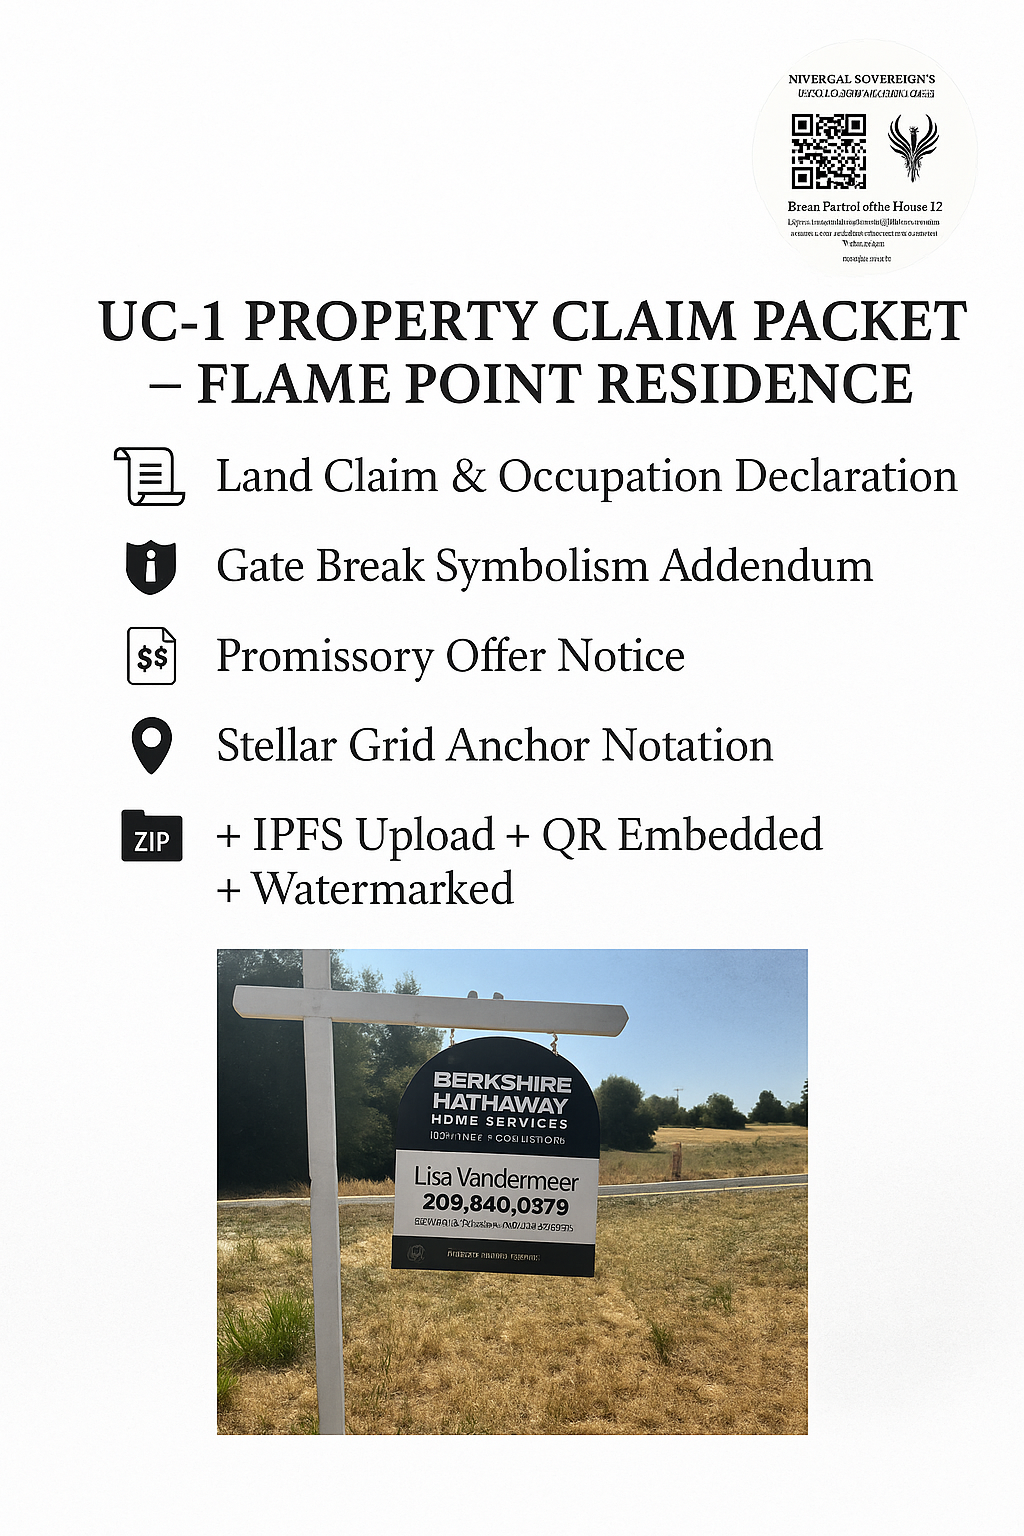 NIVERGAL SOVEREIGN'S
Brean Partrol ofthe House 12
UC-1 PROPERTY CLAIM PACKET
– FLAME POINT RESIDENCE
Land Claim & Occupation Declaration
Gate Break Symbolism Addendum
$$
Promissory Offer Notice
Stellar Grid Anchor Notation
ZIP
+ IPFS Upload + QR Embedded
+ Watermarked
BERKSHIRE
HATHAWAY
HDME SERVICES
Lisa Vandermeer
209,840,0379